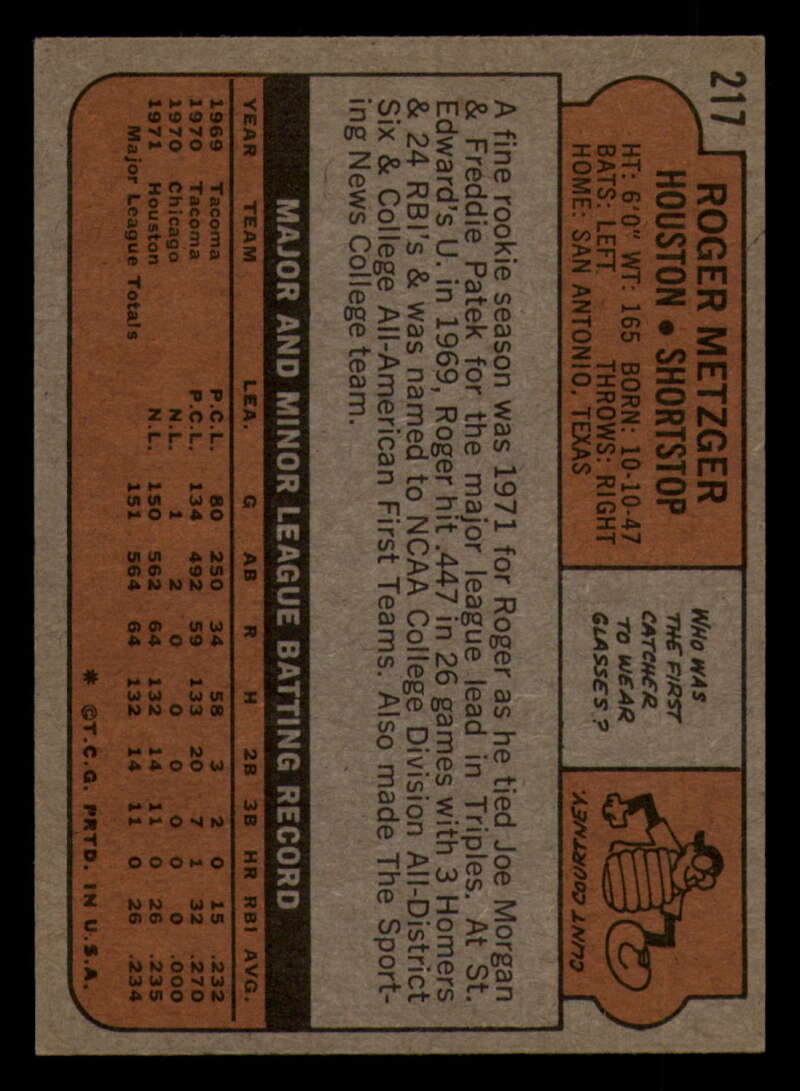 217
ROGER METZGER
HOUSTON • SHORTSTOP
HT: 6'0" WT: 165 BORN: 10-10-47
BATS: LEFT THROWS: RIGHT
HOME: SAN ANTONIO, TEXAS
WHO WAS
THE FIRST
CATCHER
TO WEAR
GLASSES?
CLINT COURTNEY.
A fine rookie season was 1971 for Roger as he tied Joe Morgan
& Freddie Patek for the major league lead in Triples. At St.
Edward's U. in 1969, Roger hit .447 in 26 games with 3 Homers
& 24 RBI's & was named to NCAA College Division All-District
Six & College All-American First Teams. Also made The Sport-
ing News College team.
MAJOR AND MINOR LEAGUE BATTING RECORD
YEAR TEAM LEA. G AB R H 2B 3B HR RBI AVG.
1969 Tacoma P.C.L. 80 250 34 58 3 2 0 15 .232
1970 Tacoma P.C.L. 134 492 59 133 20 7 1 32 .270
1970 Chicago N.L. 1 2 0 0 0 0 0 0 .000
1971 Houston N.L. 150 562 64 132 14 11 0 26 .235
Major League Totals 151 564 64 132 14 11 0 26 .234
* ©T.C.G. PRTD. IN U.S.A.